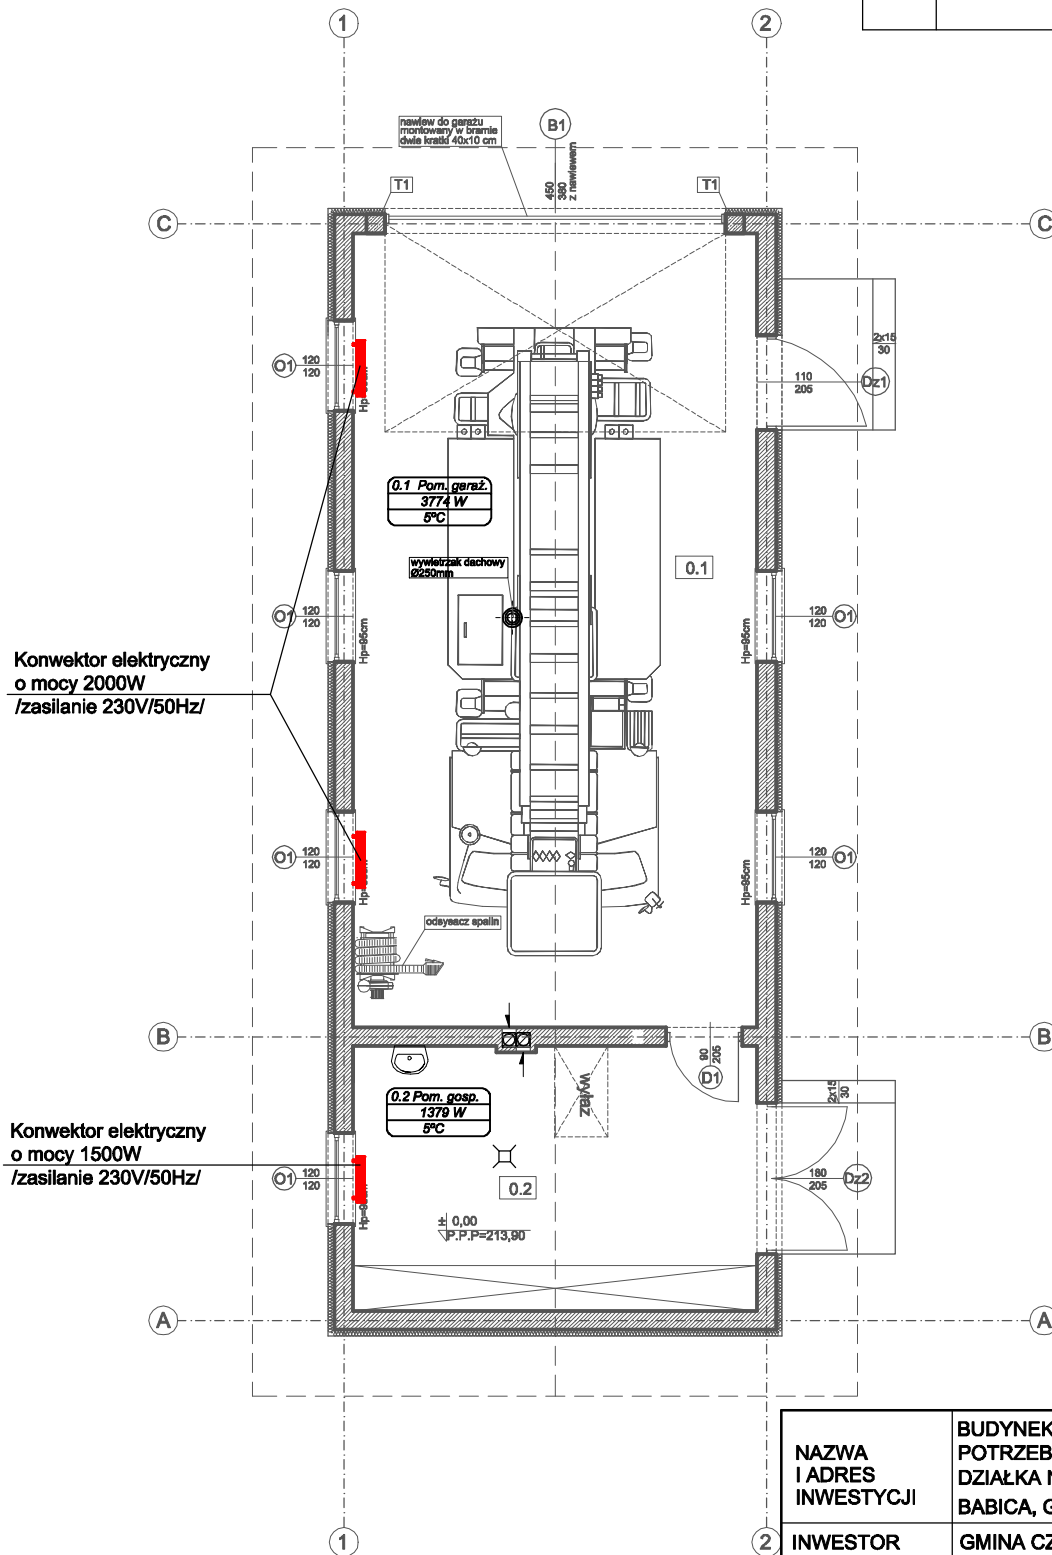 1
2
nawiew do garażu
montowany w bramie
dwie kratki 40x10 cm
B1
450
380
z nawiewem
T1
T1
C
C
O1
120
120
2x15
30
110
205
Dz1
0.1 Pom. garaż.
3774 W
5°C
wywietrzak dachowy
Ø250mm
0.1
O1
120
120
Hp=95cm
Hp=95cm
120
120
O1
Konwektor elektryczny
o mocy 2000W
/zasilanie 230V/50Hz/
O1
120
120
Hp=95cm
120
120
O1
odsysacz spalin
B
B
90
205
D1
wyłaz
2x15
30
0.2 Pom. gosp.
1379 W
5°C
Konwektor elektryczny
o mocy 1500W
/zasilanie 230V/50Hz/
O1
120
120
0.2
180
205
Dz2
± 0,00
P.P.P=213,90
A
A
NAZWA
I ADRES
INWESTYCJI
BUDYNEK
POTRZEB
DZIAŁKA
BABICA, G
INWESTOR
GMINA CZ
1
2